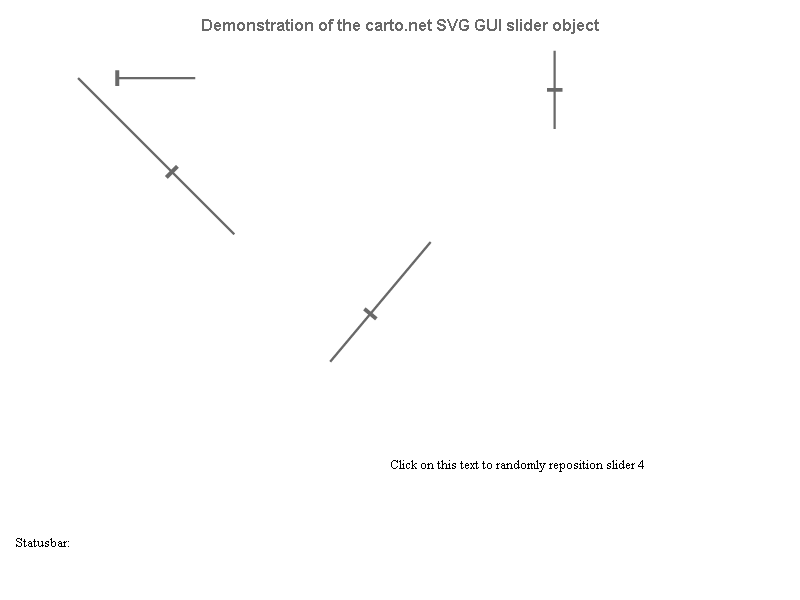 Demonstration of the carto.net SVG GUI slider object
Click on this text to randomly reposition slider 4
Statusbar: